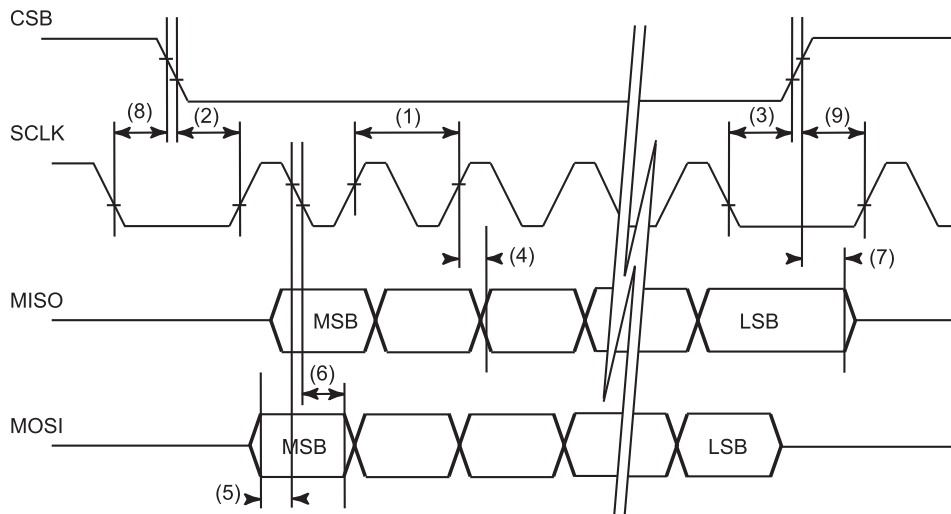 CSB
(8)
(2)
(1)
(3)
(9)
SCLK
(4)
(7)
MISO
MSB
LSB
(6)
MOSI
MSB
LSB
(5)